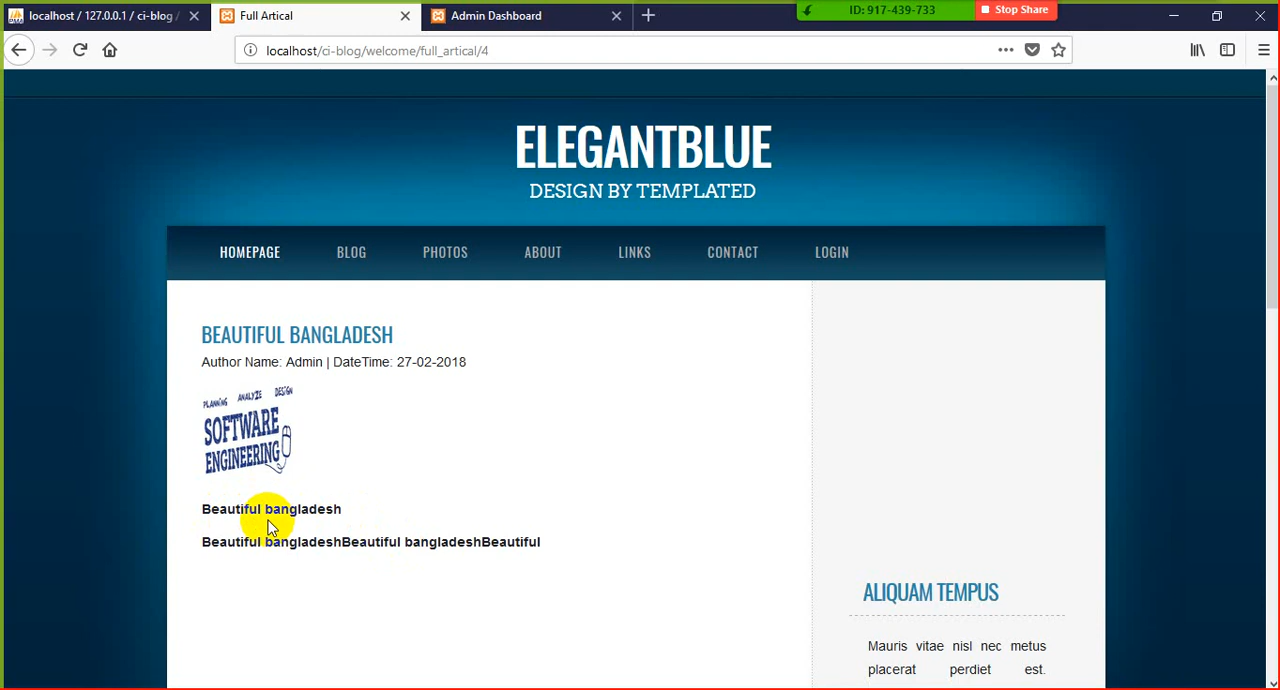 localhost / 127.0.0.1 / ci-blog /
Full Artical
Admin Dashboard
ID: 917-439-733
Stop Share
localhost/ci-blog/welcome/full_artical/4
ELEGANTBLUE
DESIGN BY TEMPLATED
HOMEPAGE BLOG PHOTOS ABOUT LINKS CONTACT LOGIN
BEAUTIFUL BANGLADESH
Author Name: Admin | DateTime: 27-02-2018
PLANNING ANALYZE DESIGN
SOFTWARE
ENGINEERING
Beautiful bangladesh
Beautiful bangladeshBeautiful bangladeshBeautiful
ALIQUAM TEMPUS
Mauris vitae nisl nec metus
placerat perdiet est.